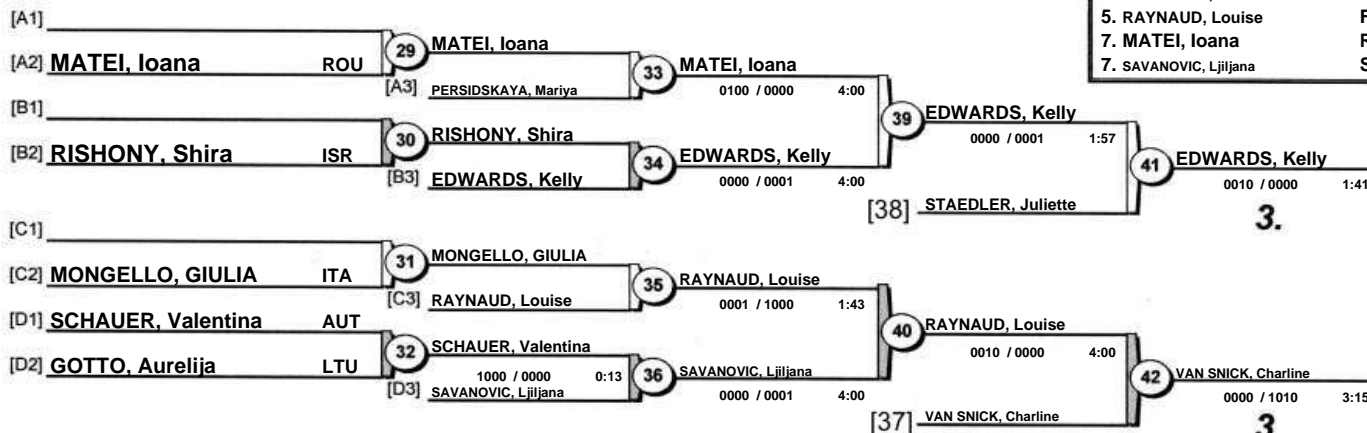 5. RAYNAUD, Louise
7. MATEI, Ioana
7. SAVANOVIC, Ljiljana S
[A1]
[A2] MATEI, Ioana ROU
29
[A3]
MATEI, Ioana
PERSIDSKAYA, Mariya
33
MATEI, Ioana
0100 / 0000 4:00
[B1]
[B2] RISHONY, Shira ISR
30
[B3]
RISHONY, Shira
EDWARDS, Kelly
34
EDWARDS, Kelly
0000 / 0001 4:00
39
EDWARDS, Kelly
0000 / 0001 1:57
[38] STAEDLER, Juliette
41
EDWARDS, Kelly
0010 / 0000 1:41
3.
[C1]
[C2] MONGELLO, GIULIA ITA
31
[C3]
MONGELLO, GIULIA
RAYNAUD, Louise
35
RAYNAUD, Louise
0001 / 1000 1:43
[D1] SCHAUER, Valentina AUT
[D2] GOTTO, Aurelija LTU
32
[D3]
SCHAUER, Valentina
1000 / 0000 0:13
SAVANOVIC, Ljiljana
36
SAVANOVIC, Ljiljana
0000 / 0001 4:00
40
RAYNAUD, Louise
0010 / 0000 4:00
[37] VAN SNICK, Charline
42
VAN SNICK, Charline
0000 / 1010 3:15
3